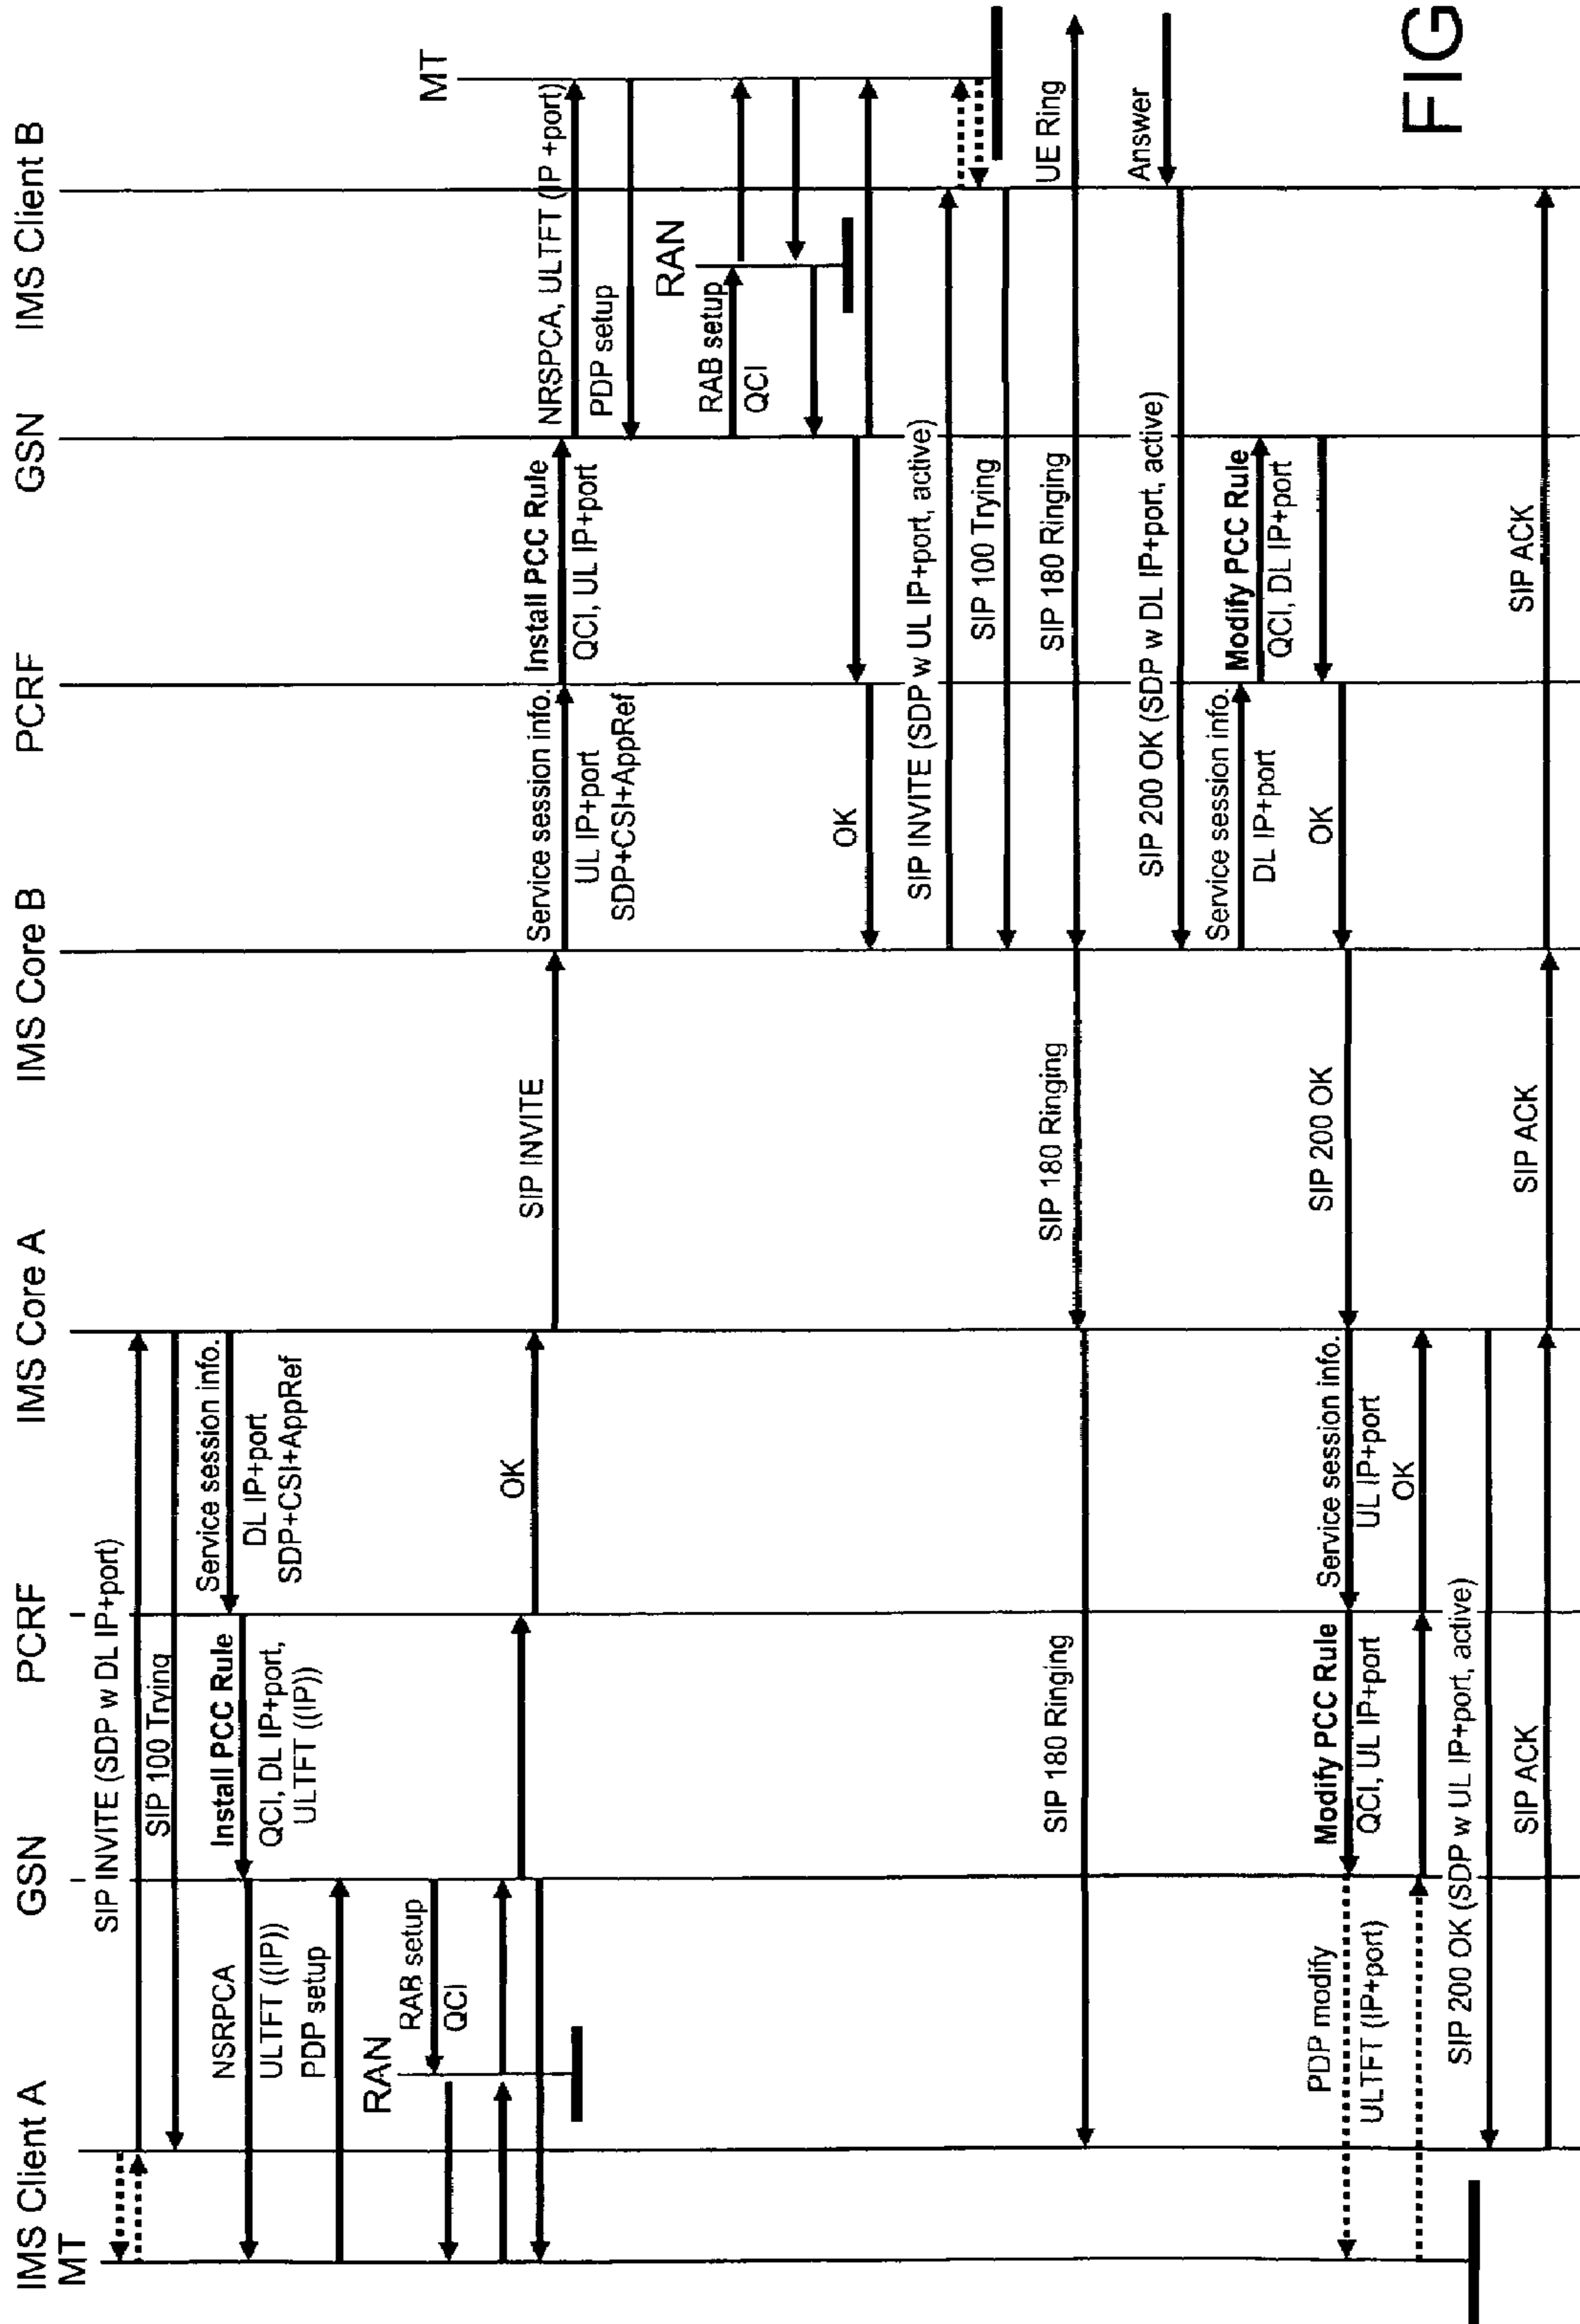 IMS Client A
MT
GSN
PCRF
IMS Core A
IMS Core B
PCRF
GSN
IMS Client B
SIP INVITE (SDP w DL IP+port)
SIP 100 Trying
Service session info.
DL IP+port
SDP+CSI+AppRef
Install PCC Rule
QCI, DL IP+port,
ULTFT ((IP))
NSRPCA
ULTFT ((IP))
PDP setup
RAN
RAB setup
QCI
OK
SIP INVITE
Service session info.
UL IP+port
SDP+CSI+AppRef
Install PCC Rule
QCI, UL IP+port
MT
NRSPCA, ULTFT (IP +port)
PDP setup
RAN
RAB setup
QCI
OK
SIP INVITE (SDP w UL IP+port, active)
SIP 100 Trying
UE Ring
SIP 180 Ringing
SIP 180 Ringing
SIP 180 Ringing
Answer
SIP 200 OK (SDP w DL IP+port, active)
Service session info.
DL IP+port
Modify PCC Rule
QCI, DL IP+port
OK
SIP 200 OK
Service session info.
UL IP+port
OK
Modify PCC Rule
QCI, UL IP+port
PDP modify
ULTFT (IP+port)
SIP 200 OK (SDP w UL IP+port, active)
SIP ACK
SIP ACK
SIP ACK
FIG